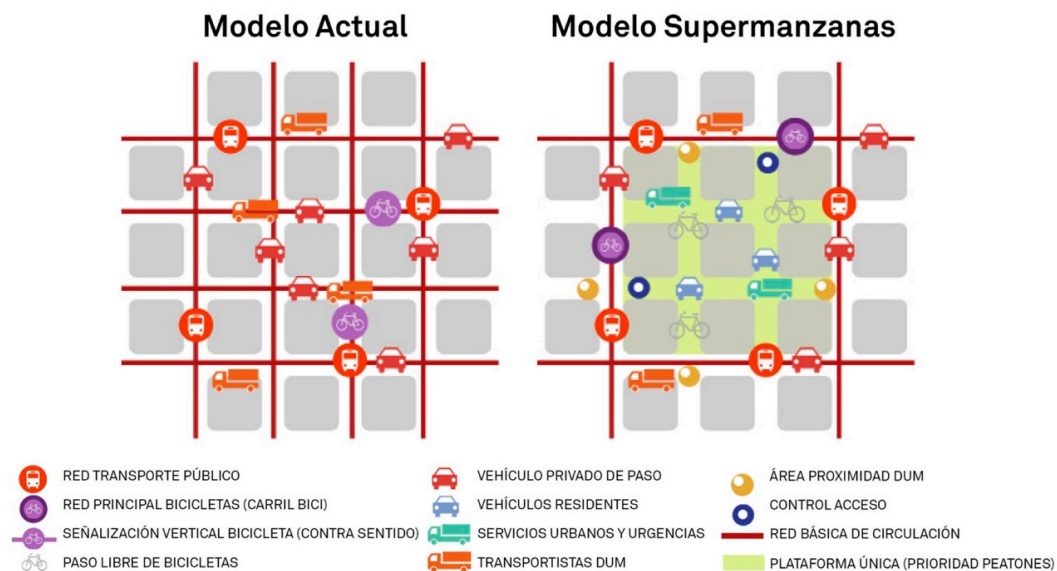 Modelo Actual
Modelo Supermanzanas
RED TRANSPORTE PÚBLICO
RED PRINCIPAL BICICLETAS (CARRIL BICI)
SEÑALIZACIÓN VERTICAL BICICLETA (CONTRA SENTIDO)
PASO LIBRE DE BICICLETAS
VEHÍCULO PRIVADO DE PASO
VEHÍCULOS RESIDENTES
SERVICIOS URBANOS Y URGENCIAS
TRANSPORTISTAS DUM
ÁREA PROXIMIDAD DUM
CONTROL ACCESO
RED BÁSICA DE CIRCULACIÓN
PLATAFORMA ÚNICA (PRIORIDAD PEATONES)